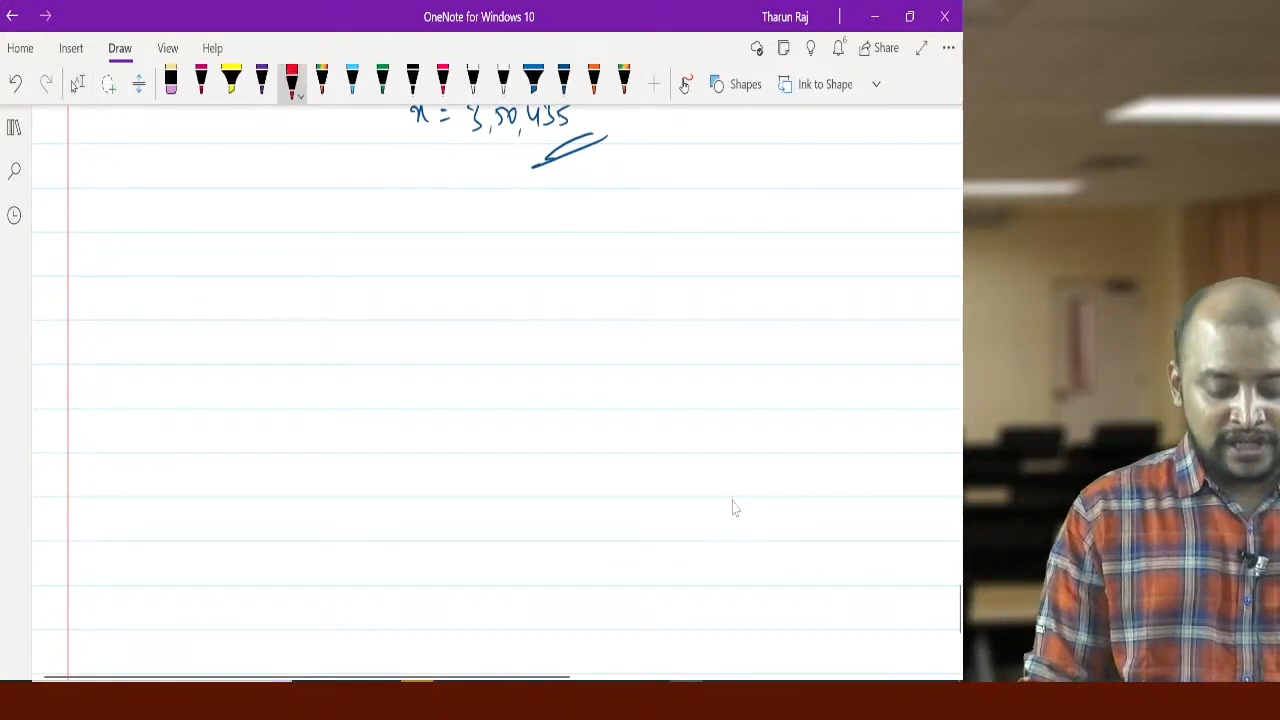 OneNote for Windows 10
Tharun Raj
Home Insert Draw View Help
6
Share
Shapes
Ink to Shape
x = 3,50,435